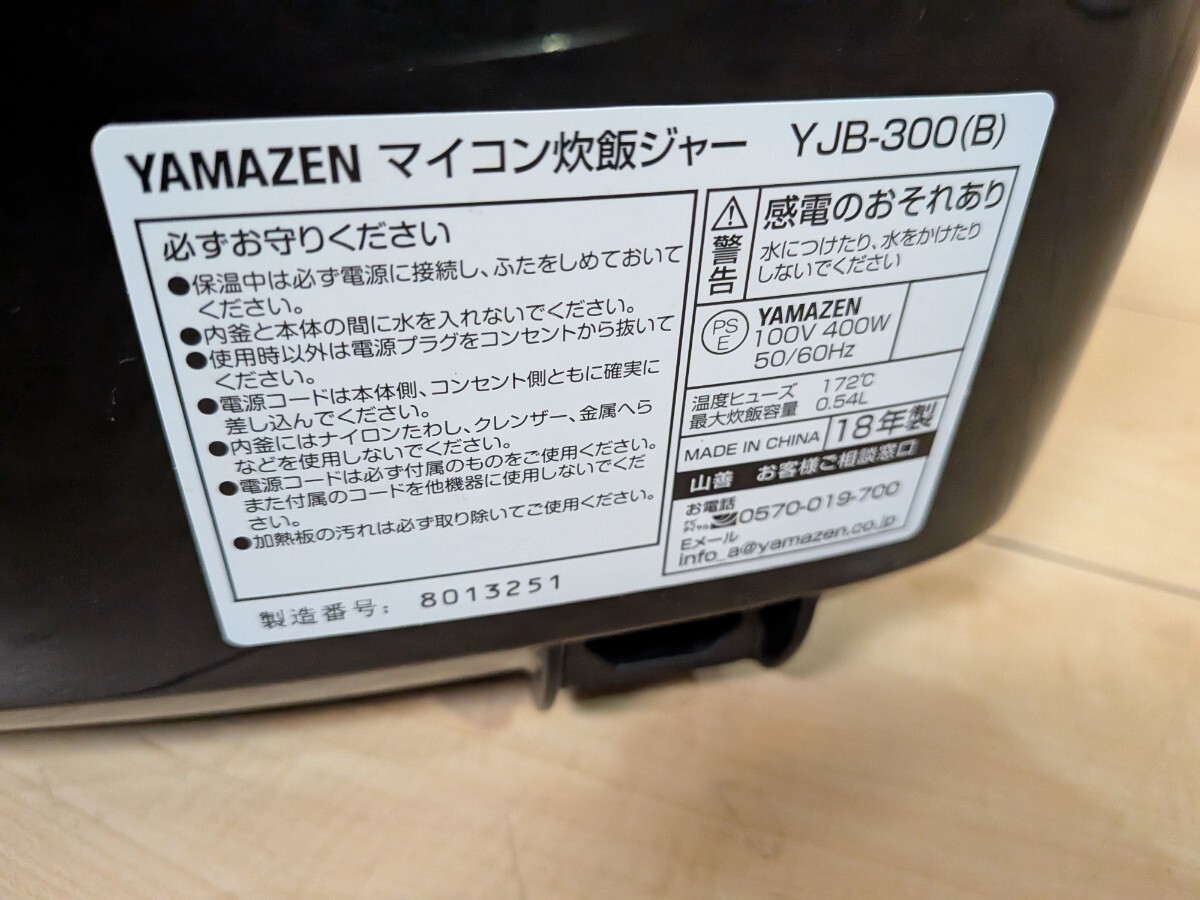 YAMAZEN マイコン炊飯ジャー YJB-300(B)
必ずお守りください
●保温中は必ず電源に接続し、ふたをしめておいて
ください。
●内釜と本体の間に水を入れないでください。
●使用時以外は電源プラグをコンセントから抜いて
ください。
●電源コードは本体側、コンセント側ともに確実に
差し込んでください。
●内釜にはナイロンたわし、クレンザー、金属へら
などを使用しないでください。
●電源コードは必ず付属のものをご使用ください。
また付属のコードを他機器に使用しないでくだ
さい。
●加熱板の汚れは必ず取り除いてご使用ください。
製造番号: 8013251
警告
感電のおそれあり
水につけたり、水をかけたり
しないでください
PS
E
YAMAZEN
100V 400W
50/60Hz
温度ヒューズ 172℃
最大炊飯容量 0.54L
MADE IN CHINA 18年製
山善 お客様ご相談窓口
お電話
ナビダイヤル 0570-019-700
Eメール
info_a@yamazen.co.jp